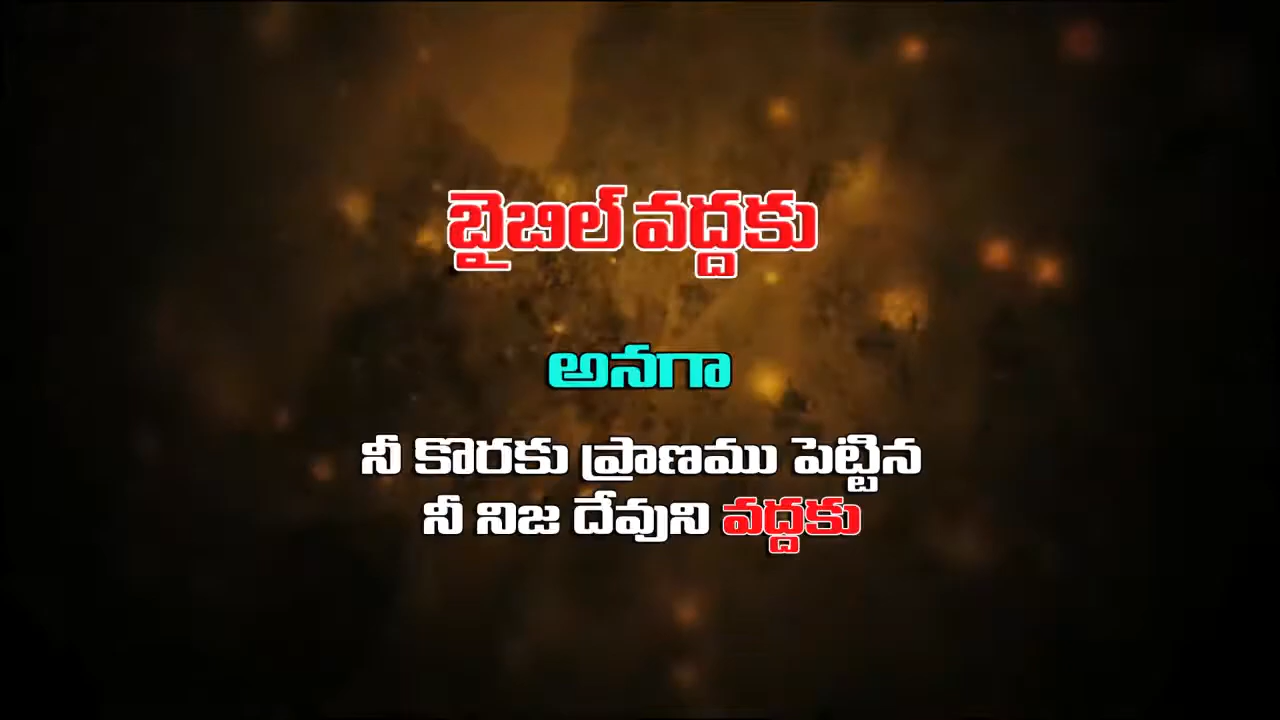 బైబిల్ వద్దకు
అనగా
నీ కొరకు ప్రాణము పెట్టిన
నీ నిజ దేవుని వద్దకు